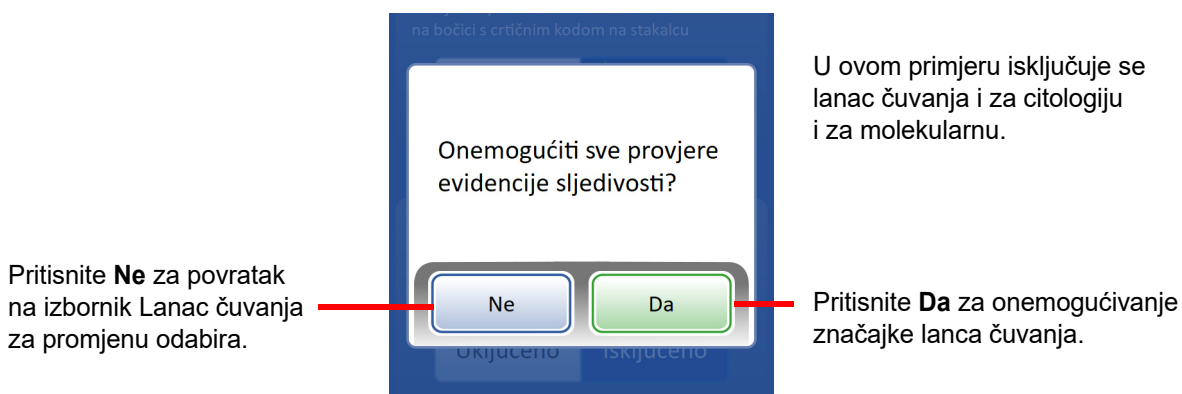 na bočici s crtičnim kodom na stakalcu
U ovom primjeru isključuje se
lanac čuvanja i za citologiju
i za molekularnu.
Onemogućiti sve provjere
evidencije sljedivosti?
Pritisnite Ne za povratak
na izbornik Lanac čuvanja
za promjenu odabira.
Ne
Da
Pritisnite Da za onemogućivanje
značajke lanca čuvanja.
Uključeno
Isključeno